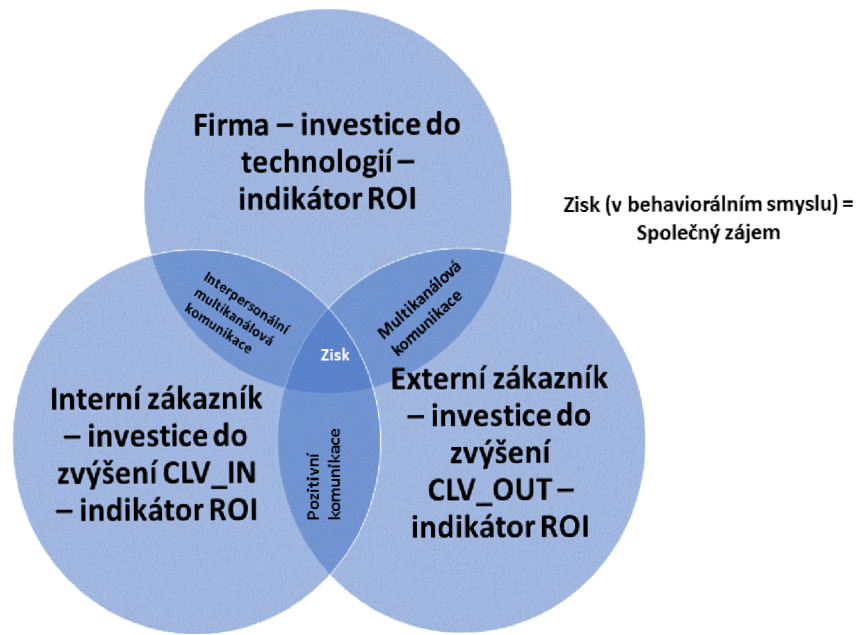 Firma – investice do
technologií –
indikátor ROI
Zisk (v behaviorálním smyslu) =
Společný zájem
Interpersonální
multikanálová
komunikace
Multikanálová
komunikace
Zisk
Interní zákazník
– investice do
zvýšení CLV_IN
– indikátor ROI
Pozitivní
komunikace
Externí zákazník
– investice do
zvýšení
CLV_OUT –
indikátor ROI